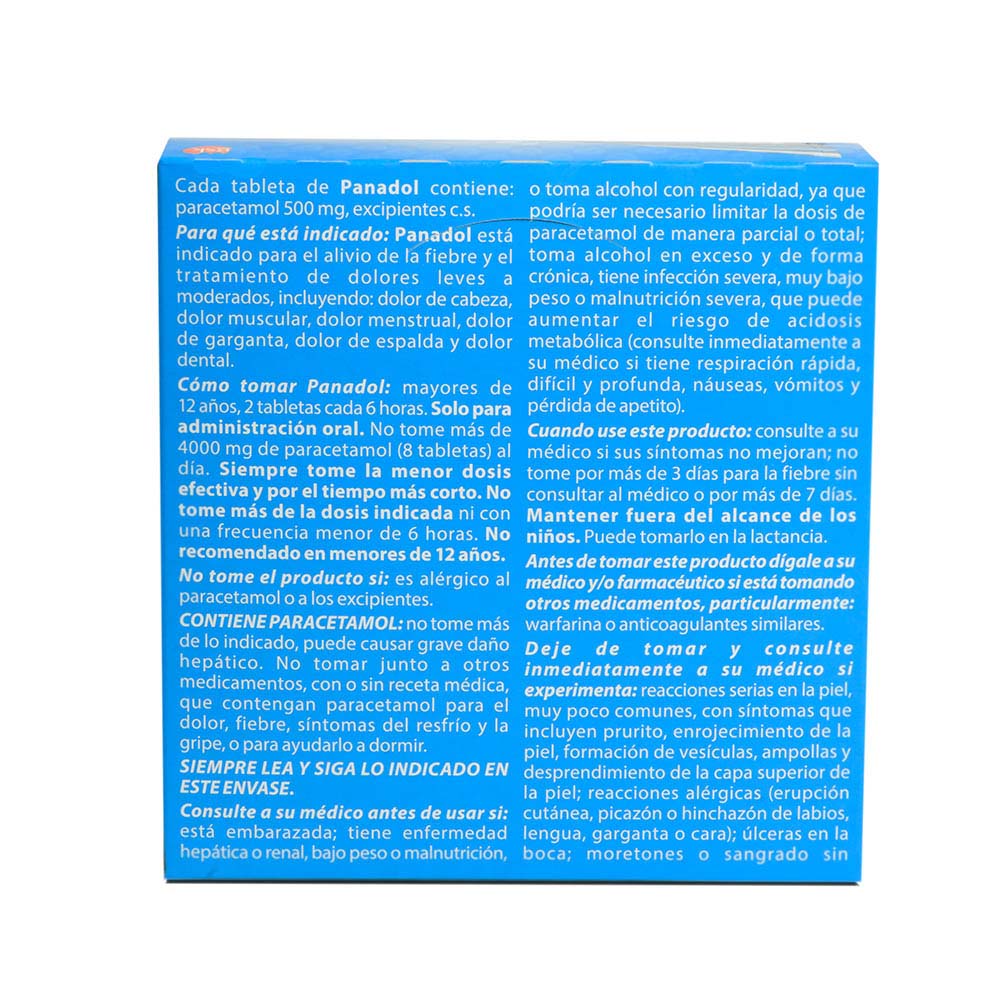 gsk
Cada tableta de Panadol contiene:
paracetamol 500 mg, excipientes c.s.
Para qué está indicado: Panadol está
indicado para el alivio de la fiebre y el
tratamiento de dolores leves a
moderados, incluyendo: dolor de cabeza,
dolor muscular, dolor menstrual, dolor
de garganta, dolor de espalda y dolor
dental.
Cómo tomar Panadol: mayores de
12 años, 2 tabletas cada 6 horas. Solo para
administración oral. No tome más de
4000 mg de paracetamol (8 tabletas) al
día. Siempre tome la menor dosis
efectiva y por el tiempo más corto. No
tome más de la dosis indicada ni con
una frecuencia menor de 6 horas. No
recomendado en menores de 12 años.
No tome el producto si: es alérgico al
paracetamol o a los excipientes.
CONTIENE PARACETAMOL: no tome más
de lo indicado, puede causar grave daño
hepático. No tomar junto a otros
medicamentos, con o sin receta médica,
que contengan paracetamol para el
dolor, fiebre, síntomas del resfrío y la
gripe, o para ayudarlo a dormir.
SIEMPRE LEA Y SIGA LO INDICADO EN
ESTE ENVASE.
Consulte a su médico antes de usar si:
está embarazada; tiene enfermedad
hepática o renal, bajo peso o malnutrición,
o toma alcohol con regularidad, ya que
podría ser necesario limitar la dosis de
paracetamol de manera parcial o total;
toma alcohol en exceso y de forma
crónica, tiene infección severa, muy bajo
peso o malnutrición severa, que puede
aumentar el riesgo de acidosis
metabólica (consulte inmediatamente a
su médico si tiene respiración rápida,
difícil y profunda, náuseas, vómitos y
pérdida de apetito).
Cuando use este producto: consulte a su
médico si sus síntomas no mejoran; no
tome por más de 3 días para la fiebre sin
consultar al médico o por más de 7 días.
Mantener fuera del alcance de los
niños. Puede tomarlo en la lactancia.
Antes de tomar este producto dígale a su
médico y/o farmacéutico si está tomando
otros medicamentos, particularmente:
warfarina o anticoagulantes similares.
Deje de tomar y consulte
inmediatamente a su médico si
experimenta: reacciones serias en la piel,
muy poco comunes, con síntomas que
incluyen prurito, enrojecimiento de la
piel, formación de vesículas, ampollas y
desprendimiento de la capa superior de
la piel; reacciones alérgicas (erupción
cutánea, picazón o hinchazón de labios,
lengua, garganta o cara); úlceras en la
boca; moretones o sangrado sin